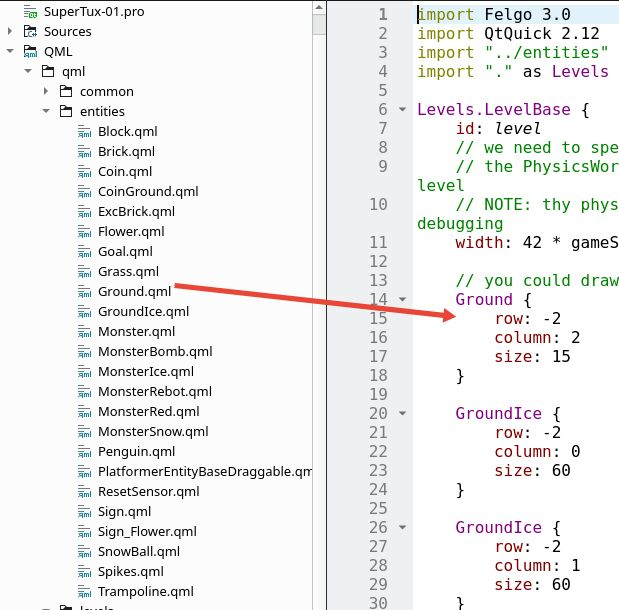 SuperTux-01.pro
Sources
QML
qml
common
entities
Block.qml
Brick.qml
Coin.qml
CoinGround.qml
ExcBrick.qml
Flower.qml
Goal.qml
Grass.qml
Ground.qml
GroundIce.qml
Monster.qml
MonsterBomb.qml
MonsterIce.qml
MonsterRebot.qml
MonsterRed.qml
MonsterSnow.qml
Penguin.qml
PlatformerEntityBaseDraggable.qm
ResetSensor.qml
Sign.qml
Sign_Flower.qml
SnowBall.qml
Spikes.qml
Trampoline.qml
1 import Felgo 3.0
2 import QtQuick 2.12
3 import "../entities"
4 import "." as Levels
5
6 Levels.LevelBase {
7 id: level
8 // we need to spe
9 // the PhysicsWor
level
10 // NOTE: thy phys
debugging
11 width: 42 * gameS
12
13 // you could draw
14 Ground {
15 row: -2
16 column: 2
17 size: 15
18 }
19
20 GroundIce {
21 row: -2
22 column: 0
23 size: 60
24 }
25
26 GroundIce {
27 row: -2
28 column: 1
29 size: 60
30 }